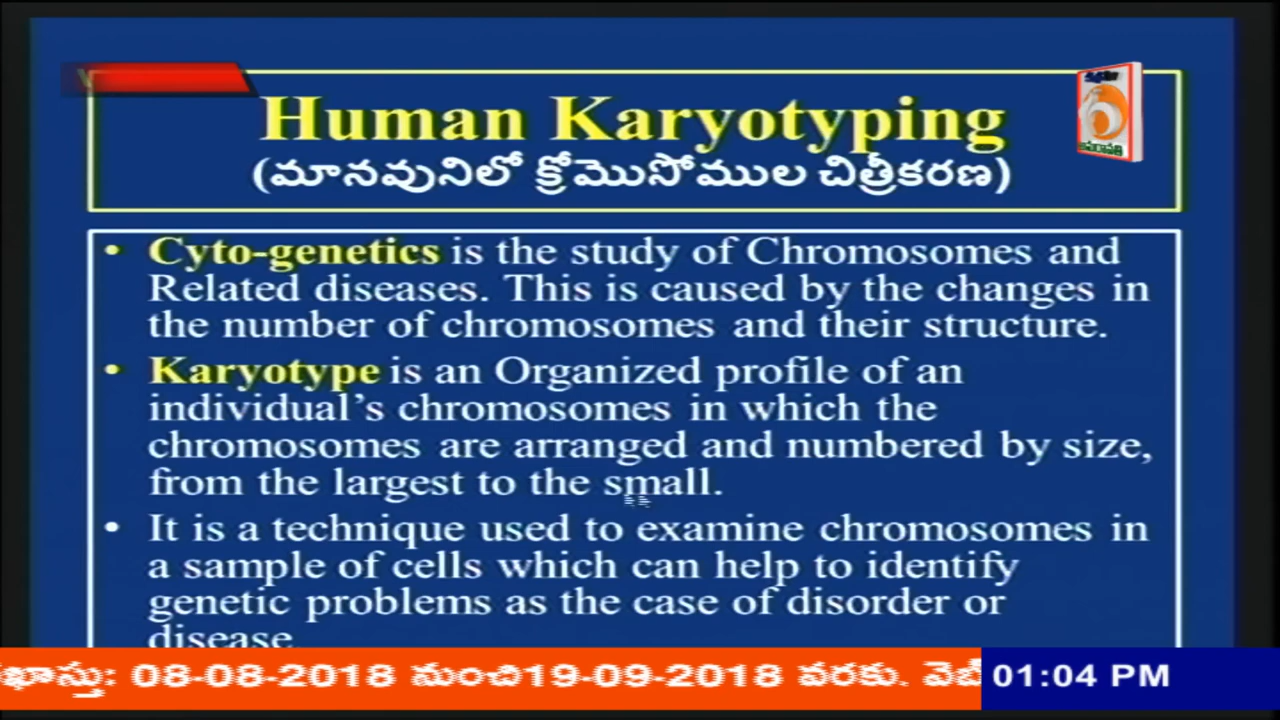 Human Karyotyping
(మానవునిలో క్రోమొసోముల చిత్రీకరణ)
• Cyto-genetics is the study of Chromosomes and
Related diseases. This is caused by the changes in
the number of chromosomes and their structure.
• Karyotype is an Organized profile of an
individual’s chromosomes in which the
chromosomes are arranged and numbered by size,
from the largest to the small.
• It is a technique used to examine chromosomes in
a sample of cells which can help to identify
genetic problems as the case of disorder or
disease.
08-08-2018 నుంచి19-09-2018 వరకు.
01:04 PM